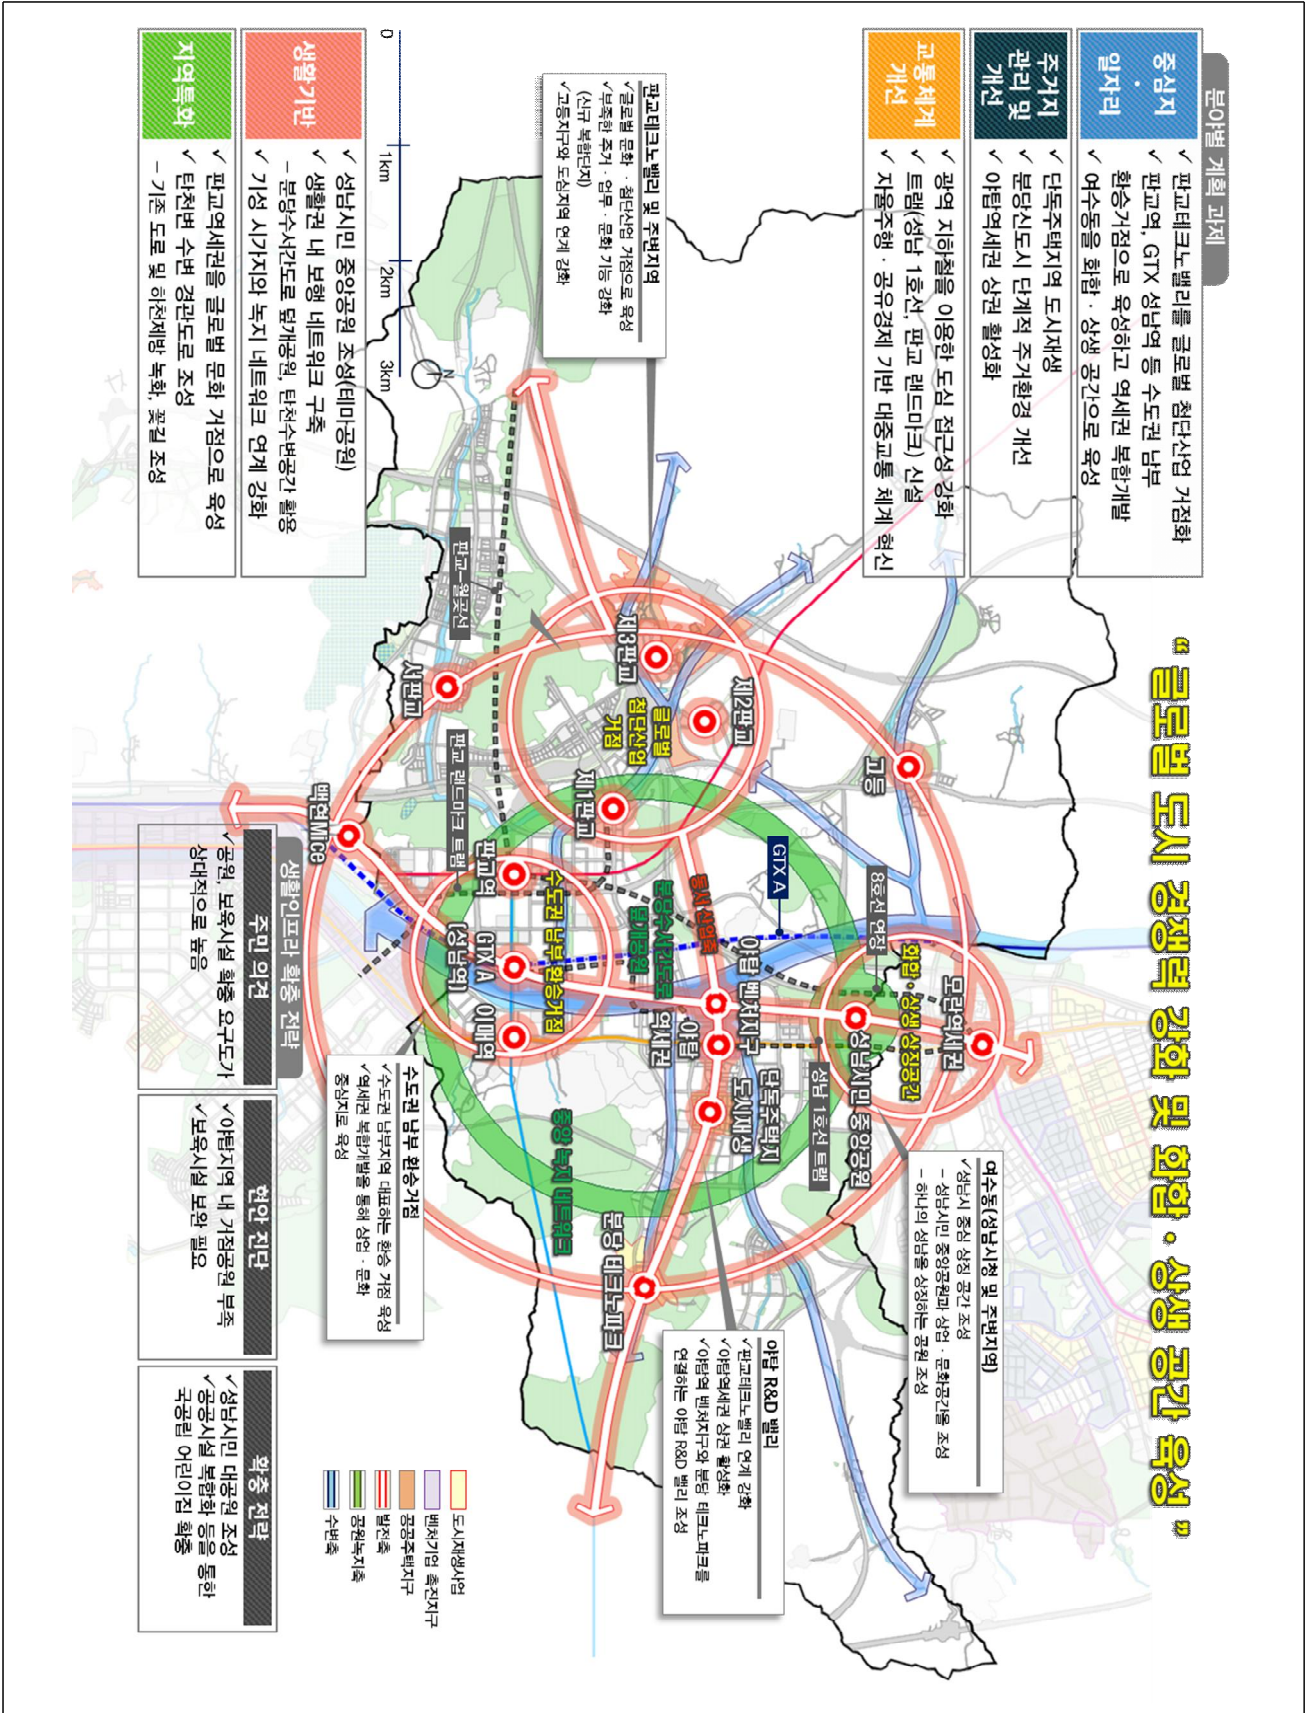 “ 글로벌 도시 경쟁력 강화 및 화합·상생 공간 육성 ”
분야별 계획 과제
중심지
·
일자리
✓ 판교테크노밸리를 글로벌 첨단산업 거점화
✓ 판교역, GTX 성남역 등 수도권 남부
환승거점으로 육성하고 역세권 복합개발
✓ 여수동을 화합 · 상생 공간으로 육성
주거지
관리 및
개선
✓ 단독주택지역 도시재생
✓ 분당신도시 단계적 주거환경 개선
✓ 야탑역세권 상권 활성화
교통체계
개선
✓ 광역 지하철을 이용한 도심 접근성 강화
✓ 트램(성남 1호선, 판교 랜드마크) 신설
✓ 자율주행 · 공유경제 기반 대중교통 체계 혁신
생활기반
✓ 성남시민 중앙공원 조성(테마공원)
✓ 생활권 내 보행 네트워크 구축
– 분당수서간도로 덮개공원, 탄천수변공간 활용
✓ 기성 시가지와 녹지 네트워크 연계 강화
지역특화
✓ 판교역세권을 글로벌 문화 거점으로 육성
✓ 탄천변 수변 경관도로 조성
– 기존 도로 및 하천제방 녹화, 꽃길 조성
0
1km
2km
3km
N
판교테크노밸리 및 주변지역
✓글로벌 문화 · 첨단산업 거점으로 육성
✓부족한 주거 · 업무 · 문화 기능 강화
(신규 복합단지)
✓고등지구와 도심지역 연계 강화
여수동(성남시청 및 주변지역)
✓성남시 중심 상징 공간 조성
– 성남시민 중앙공원과 상업 · 문화공간을 조성
– 하나의 성남을 상징하는 공원 조성
야탑 R&D 밸리
✓판교테크노밸리 연계 강화
✓야탑역세권 상권 활성화
✓야탑역 벤처지구와 분당 테크노파크를
연결하는 야탑 R&D 밸리 조성
수도권 남부 환승거점
✓수도권 남부지역 대표하는 환승 거점 육성
✓역세권 복합개발을 통해 상업 · 문화
중심지로 육성
고등
모란역세권
화합·상생 상징공간
8호선 연장
성남시민 중앙공원
성남 1호선 트램
GTX A
제2판교
제3판교
글로벌
첨단산업
거점
제1판교
동서 산업축
야탑 벤처지구
단독주택지
도시재생
분당수서간도로
덮개공원
야탑
역세권
분당 테크노파크
수도권 남부 환승거점
중앙 녹지 네트워크
판교역
GTX A
(성남역)
이매역
판교–월곶선
판교 랜드마크 트램
서판교
백현Mice
도시재생사업
벤처기업 촉진지구
공공주택지구
발전축
공원녹지축
수변축
생활인프라 확충 전략
주민 의견
✓공원, 보육시설 확충 요구도가
상대적으로 높음
현안 진단
✓야탑지역 내 거점공원 부족
✓보육시설 보완 필요
확충 전략
✓성남시민 대공원 조성
✓공공시설 복합화 등을 통한
국공립 어린이집 확충